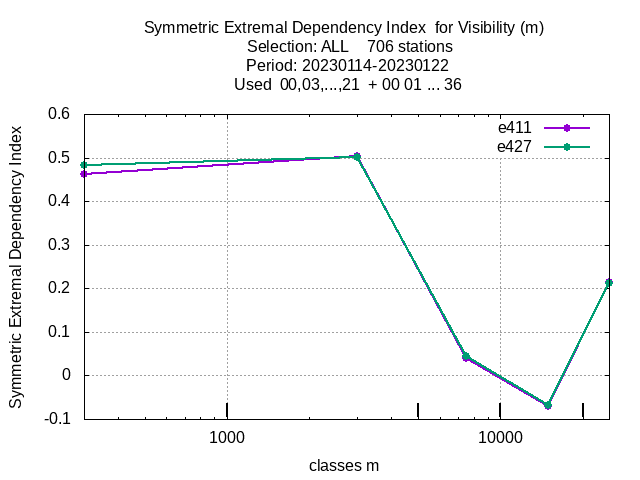 Symmetric Extremal Dependency Index  for Visibility (m)
Selection: ALL    706 stations
Period: 20230114-20230122
Used  00,03,...,21  + 00 01 ... 36
Symmetric Extremal Dependency Index
0.6
0.5
0.4
0.3
0.2
0.1
0
-0.1
e411
e427
1000
10000
classes m